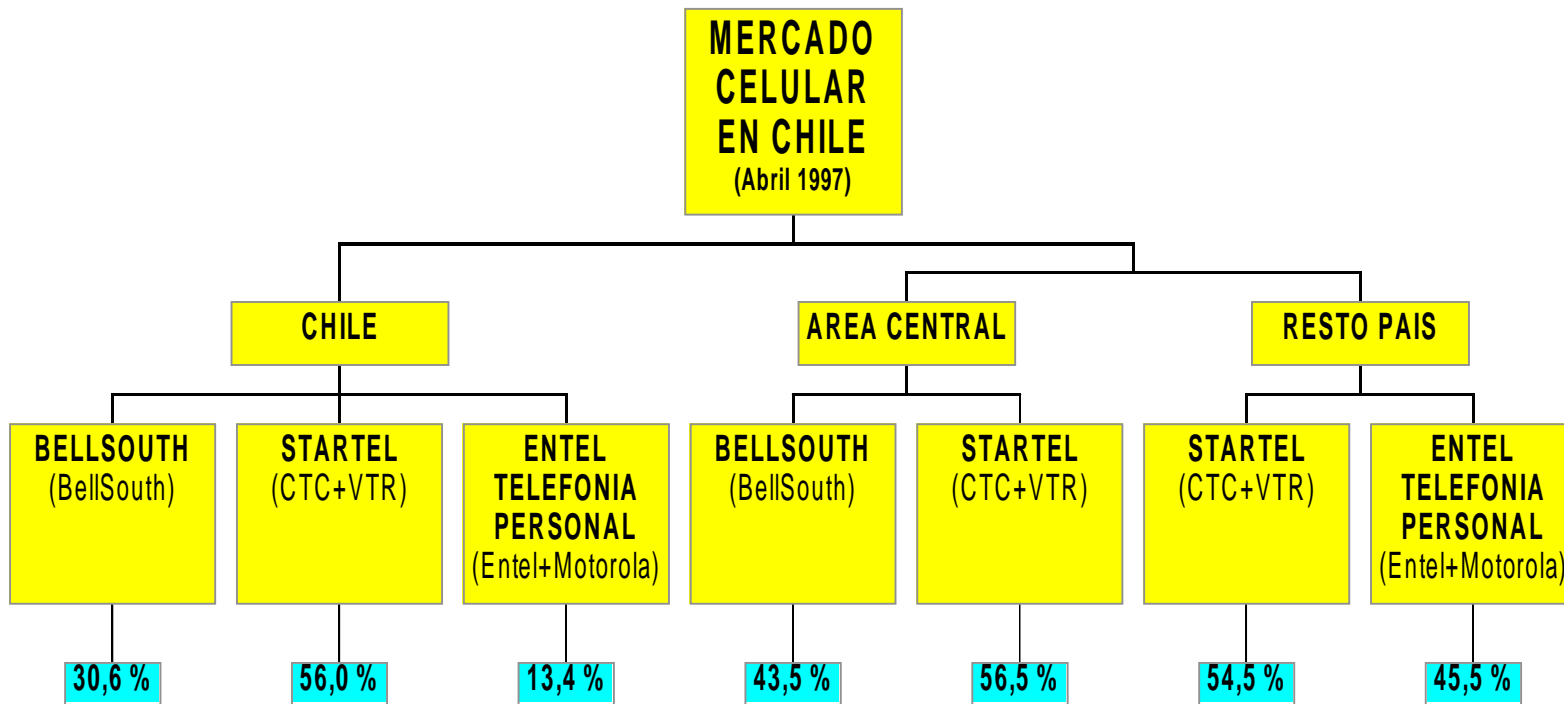 MERCADO
CELULAR
EN CHILE
(Abril 1997)
CHILE
AREA CENTRAL
RESTO PAIS
BELLSOUTH
(BellSouth)
STARTEL
(CTC+VTR)
ENTEL
TELEFONIA
PERSONAL
(Entel+Motorola)
BELLSOUTH
(BellSouth)
STARTEL
(CTC+VTR)
STARTEL
(CTC+VTR)
ENTEL
TELEFONIA
PERSONAL
(Entel+Motorola)
30,6 %
56,0 %
13,4 %
43,5 %
56,5 %
54,5 %
45,5 %